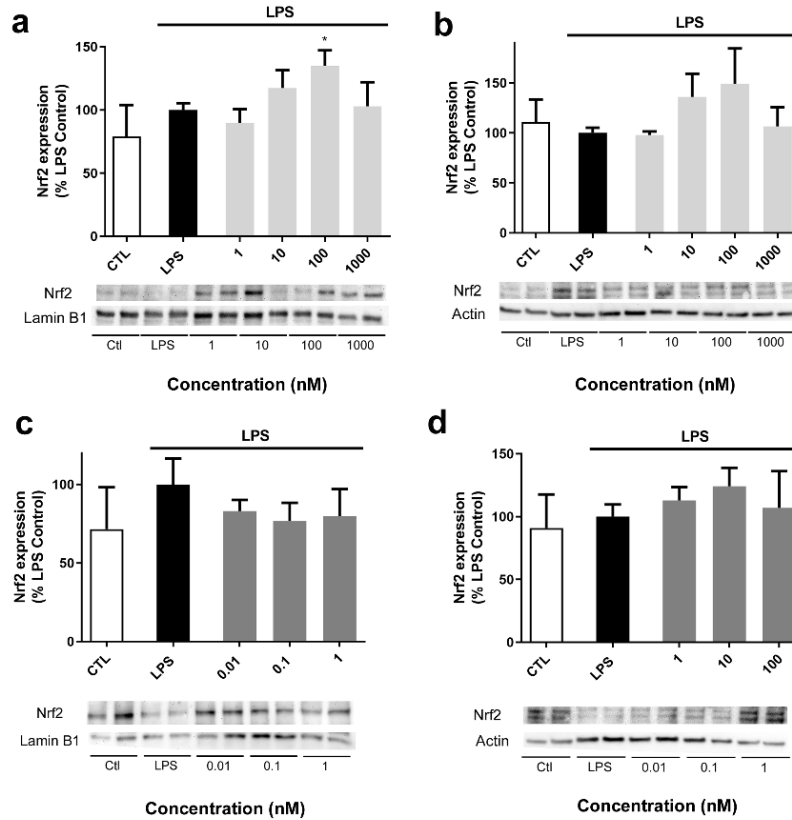 a
LPS
*
Nrf2 expression
(% LPS Control)
150
100
50
0
CTL
LPS
1
10
100
1000
Nrf2
Lamin B1
Ctl
LPS
1
10
100
1000
Concentration (nM)
b
LPS
Nrf2 expression
(% LPS Control)
200
150
100
50
0
CTL
LPS
1
10
100
1000
Nrf2
Actin
Ctl
LPS
1
10
100
1000
Concentration (nM)
c
LPS
Nrf2 expression
(% LPS Control)
100
50
0
CTL
LPS
0.01
0.1
1
Nrf2
Lamin B1
Ctl
LPS
0.01
0.1
1
Concentration (nM)
d
LPS
Nrf2 expression
(% LPS Control)
150
100
50
0
CTL
LPS
1
10
100
Nrf2
Actin
Ctl
LPS
0.01
0.1
1
Concentration (nM)